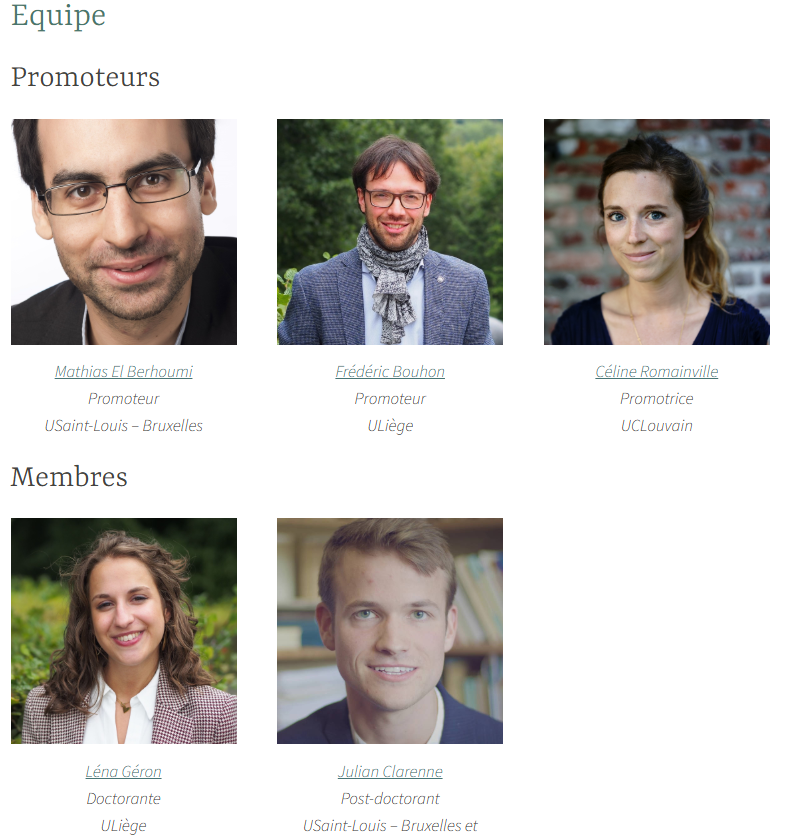 Equipe
Promoteurs
Mathias El Berhoumi
Promoteur
USaint-Louis – Bruxelles
Frédéric Bouhon
Promoteur
ULiège
Céline Romainville
Promotrice
UCLouvain
Membres
Léna Géron
Doctorante
ULiège
Julian Clarenne
Post-doctorant
USaint-Louis – Bruxelles et